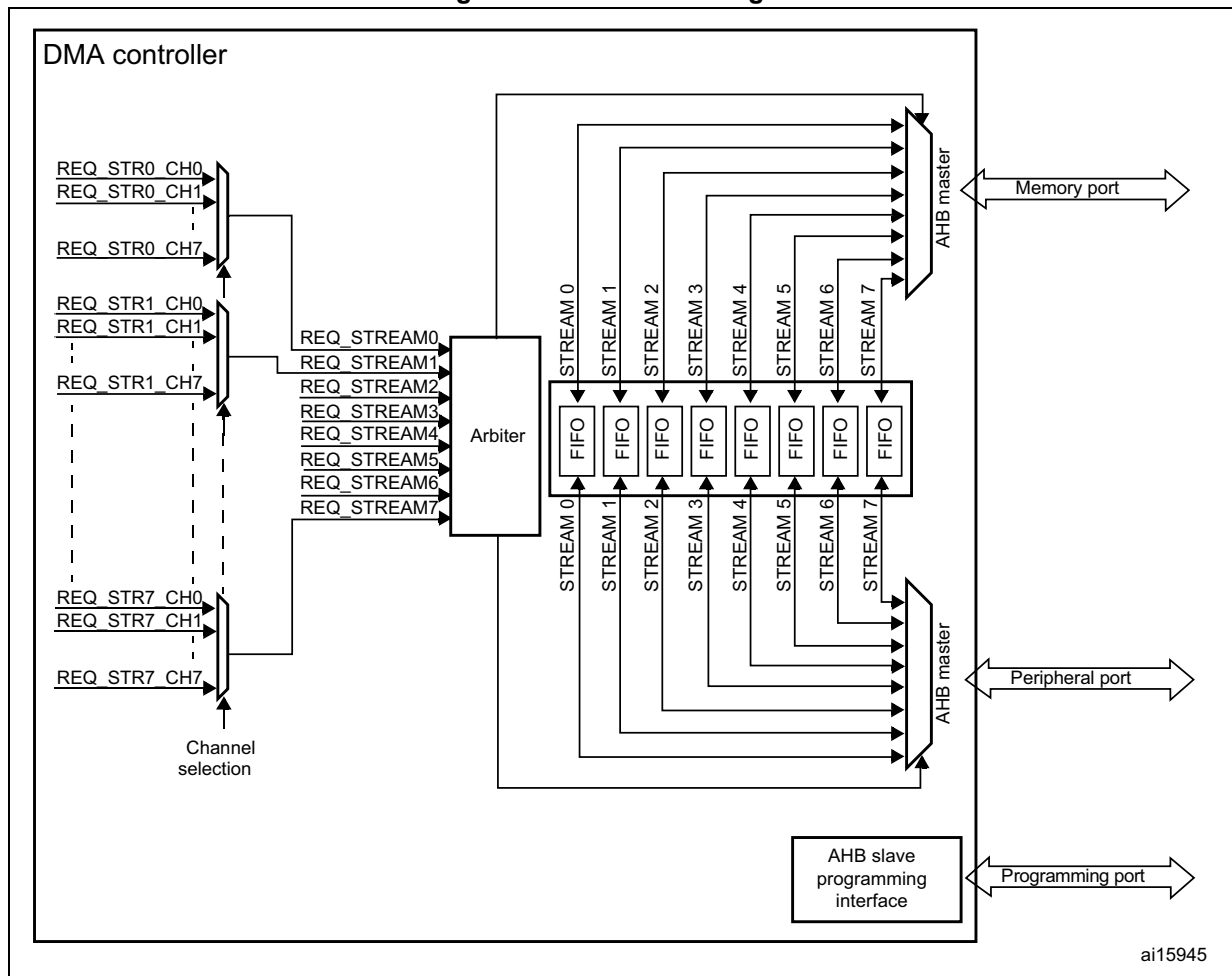 DMA controller
REQ_STR0_CH0
REQ_STR0_CH1
REQ_STR0_CH7
REQ_STR1_CH0
REQ_STR1_CH1
REQ_STR1_CH7
REQ_STR7_CH0
REQ_STR7_CH1
REQ_STR7_CH7
Channel
selection
REQ_STREAM0
REQ_STREAM1
REQ_STREAM2
REQ_STREAM3
REQ_STREAM4
REQ_STREAM5
REQ_STREAM6
REQ_STREAM7
Arbiter
STREAM 0
STREAM 1
STREAM 2
STREAM 3
STREAM 4
STREAM 5
STREAM 6
STREAM 7
FIFO
FIFO
FIFO
FIFO
FIFO
FIFO
FIFO
FIFO
STREAM 0
STREAM 1
STREAM 2
STREAM 3
STREAM 4
STREAM 5
STREAM 6
STREAM 7
AHB master
Memory port
AHB master
Peripheral port
AHB slave
programming
interface
Programming port
ai15945